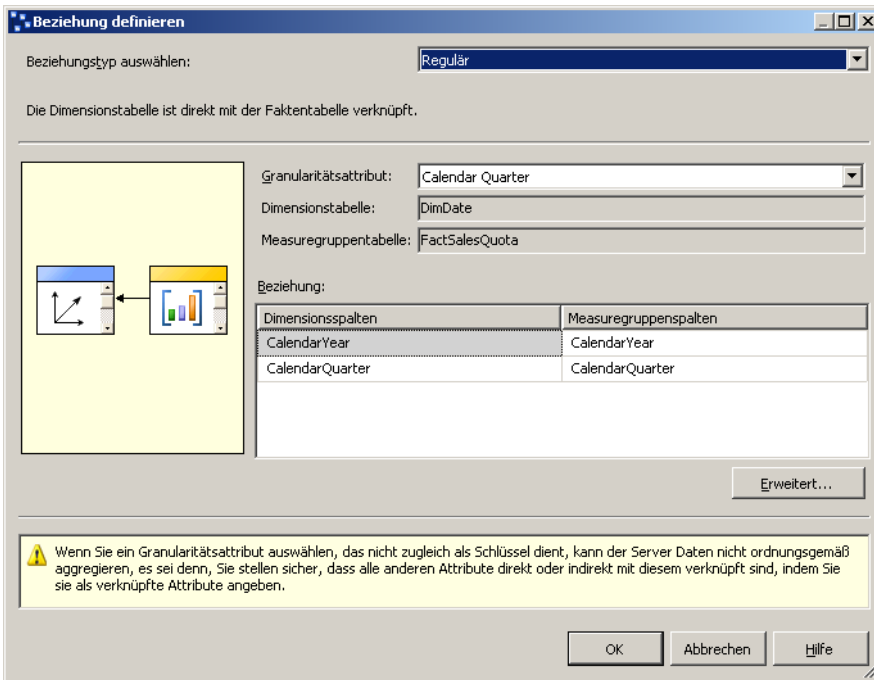 Beziehung definieren
Beziehungstyp auswählen: Regulär
Die Dimensionstabelle ist direkt mit der Faktentabelle verknüpft.
Granularitätsattribut: Calendar Quarter
Dimensionstabelle: DimDate
Measuregruppentabelle: FactSalesQuota
Beziehung:
Dimensionsspalten Measuregruppenspalten
CalendarYear CalendarYear
CalendarQuarter CalendarQuarter
Erweitert...
Wenn Sie ein Granularitätsattribut auswählen, das nicht zugleich als Schlüssel dient, kann der Server Daten nicht ordnungsgemäß
aggregieren, es sei denn, Sie stellen sicher, dass alle anderen Attribute direkt oder indirekt mit diesem verknüpft sind, indem Sie
sie als verknüpfte Attribute angeben.
OK Abbrechen Hilfe